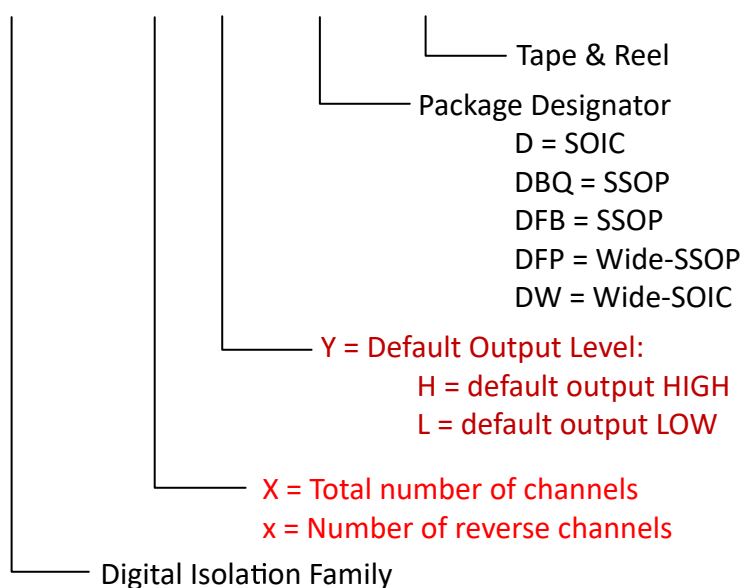 Tape & Reel
Package Designator
D = SOIC
DBQ = SSOP
DFB = SSOP
DFP = Wide-SSOP
DW = Wide-SOIC
Y = Default Output Level:
H = default output HIGH
L = default output LOW
X = Total number of channels
x = Number of reverse channels
Digital Isolation Family